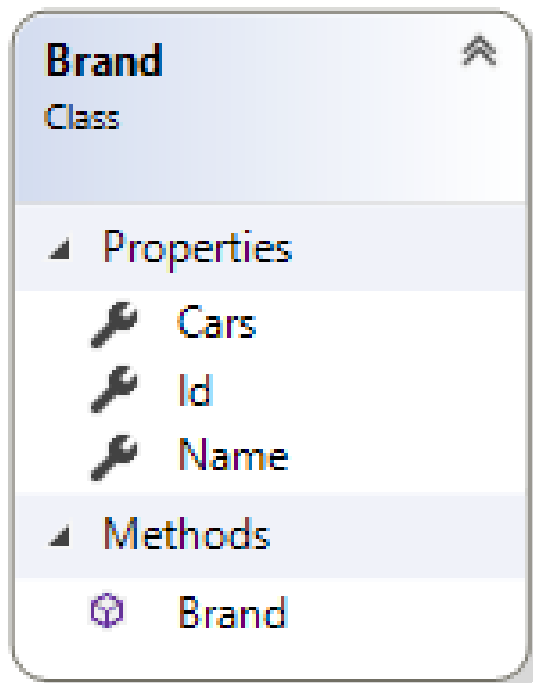 Brand
Class
Properties
Cars
Id
Name
Methods
Brand